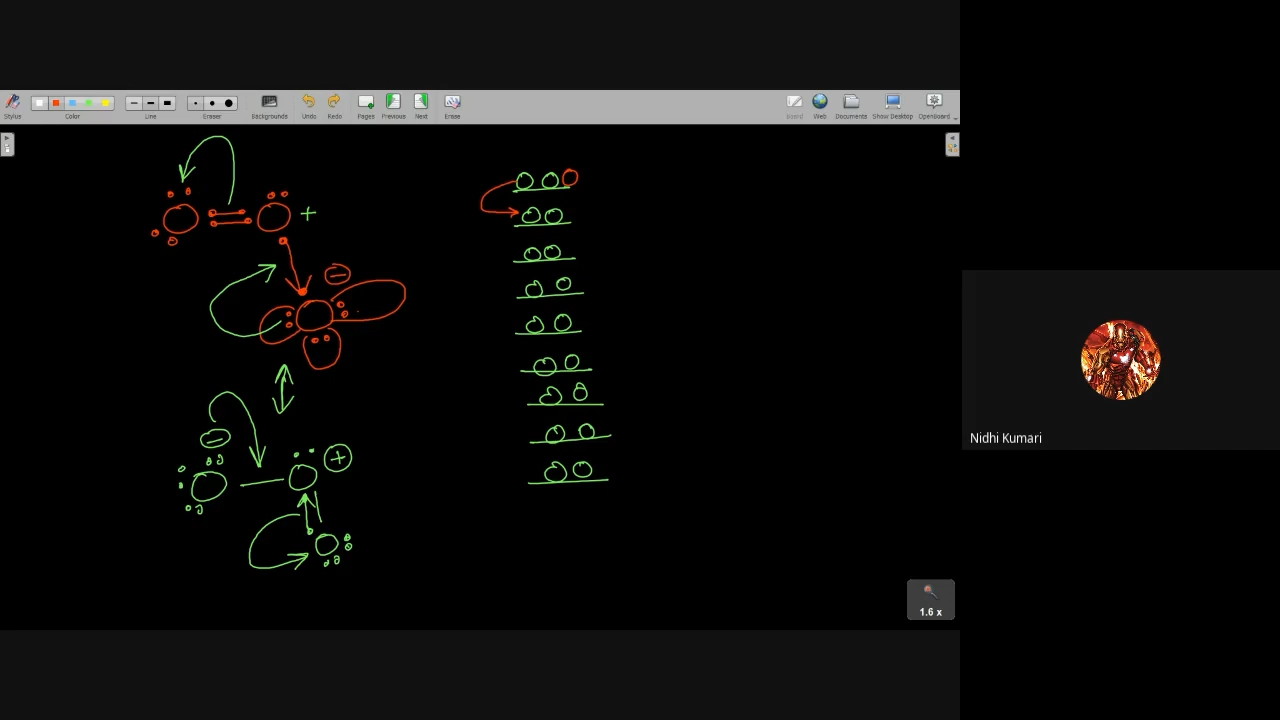 Stylus Color Line Eraser Backgrounds Undo Redo Pages Previous Next Erase Board Web Documents Show Desktop OpenBoard
+
−
−
+
Nidhi Kumari
1.6 x